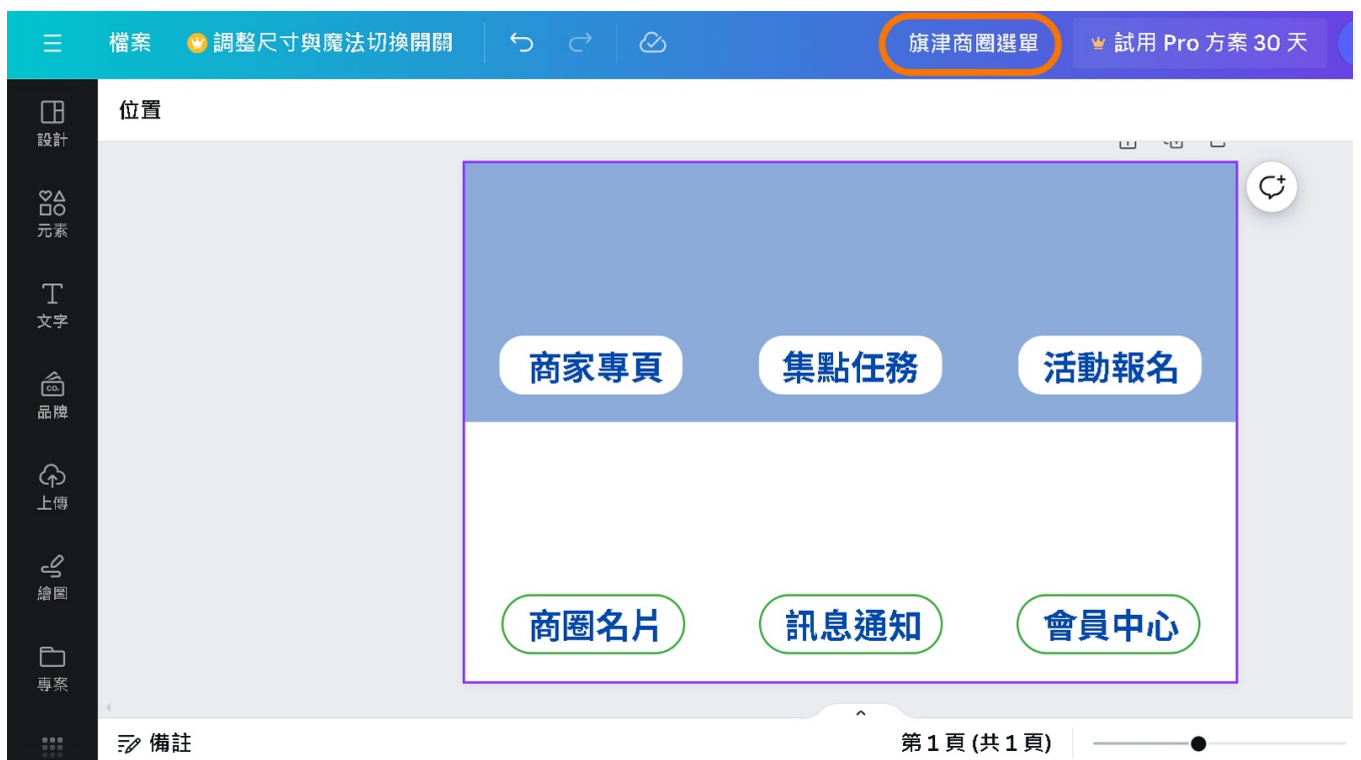 檔案 調整尺寸與魔法切換開關 旗津商圈選單 試用 Pro 方案 30 天
位置
設計
元素
文字
CO.
品牌
上傳
繪圖
專案
商家專頁 集點任務 活動報名
商圈名片 訊息通知 會員中心
備註 第 1 頁 (共 1 頁)